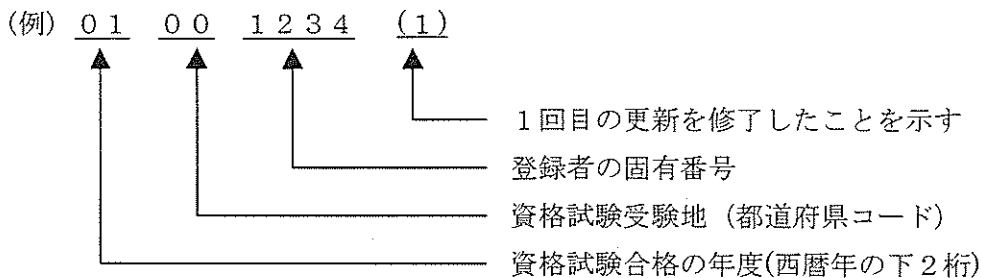 (例) ０１ ００ １２３４ (１)
１回目の更新を修了したことを示す
登録者の固有番号
資格試験受験地（都道府県コード）
資格試験合格の年度(西暦年の下２桁)